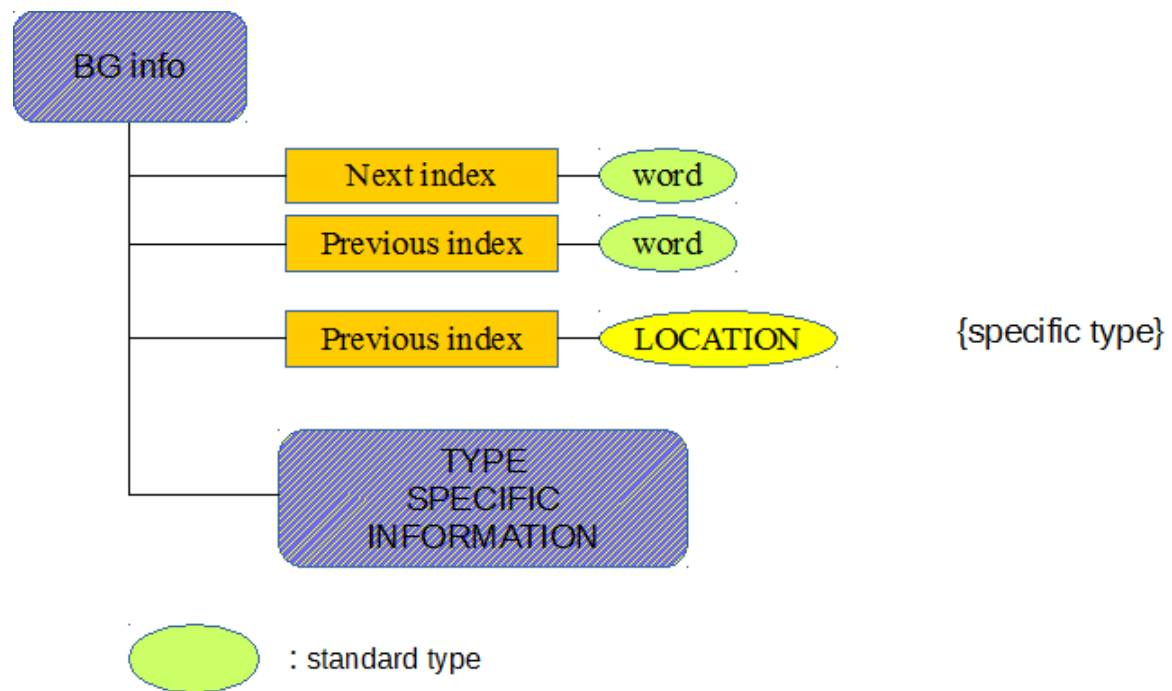 BG info
Next index word
Previous index word
Previous index LOCATION {specific type}
TYPE
SPECIFIC
INFORMATION
: standard type